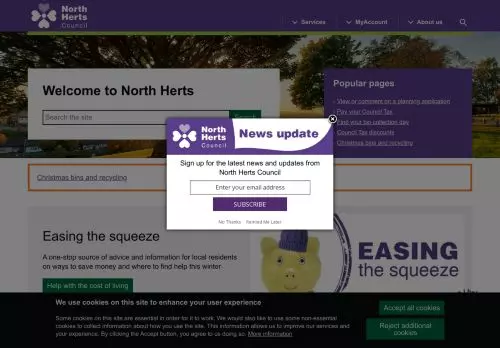 North
Herts
Council
Services
MyAccount
About us
Welcome to North Herts
Search the site
Search
Popular pages
View or comment on a planning application
Pay your Council Tax
Find your bin collection day
Council Tax discounts
Christmas bins and recycling
Christmas bins and recycling
North
Herts
Council
News update
Sign up for the latest news and updates from
North Herts Council
Enter your email address
SUBSCRIBE
No Thanks
Remind Me Later
Easing the squeeze
A one-stop source of advice and information for local residents
on ways to save money and where to find help this winter
Help with the cost of living
EASING
the squeeze
We use cookies on this site to enhance your user experience
Some cookies on this site are essential in order for it to work. We would also like to use some non-essential
cookies to collect information about how you use the site. This information allows us to improve our services and
your experience. By clicking the Accept button, you agree to us doing so. More info
Accept all cookies
Reject additional
cookies